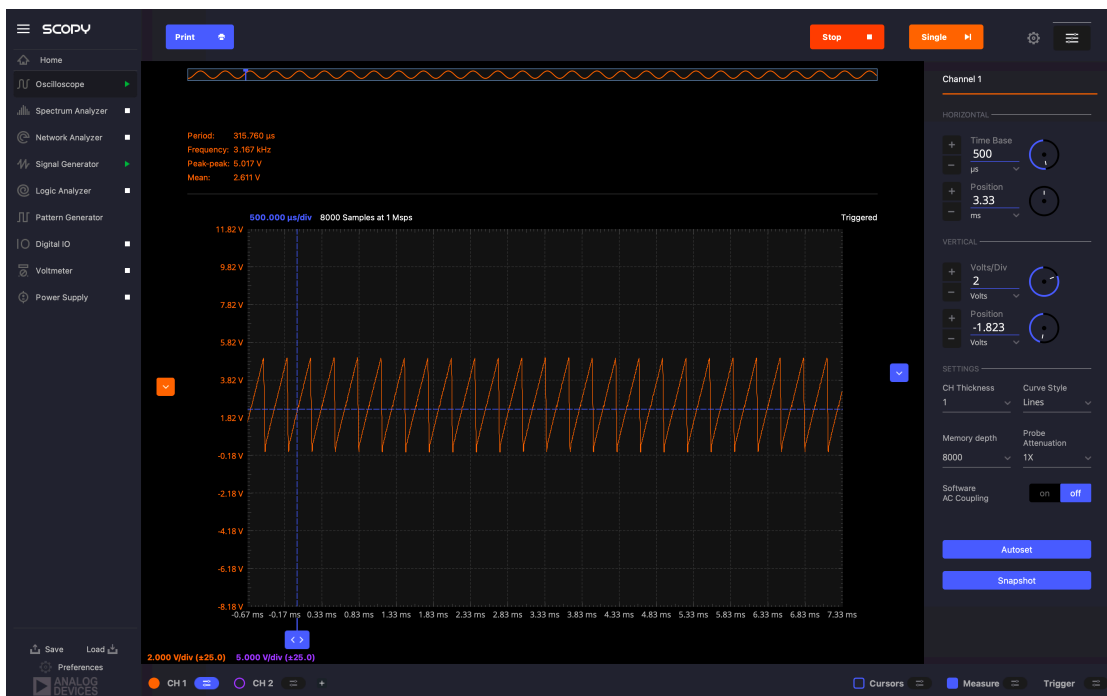 SCOPY
Print
Stop
Single
Home
Oscilloscope
Spectrum Analyzer
Network Analyzer
Signal Generator
Logic Analyzer
Pattern Generator
Digital IO
Voltmeter
Power Supply
Save Load
Preferences
ANALOG
DEVICES
Period: 315.760 µs
Frequency: 3.167 kHz
Peak-peak: 5.017 V
Mean: 2.611 V
500.000 µs/div 8000 Samples at 1 Msps Triggered
11.82 V
9.82 V
7.82 V
5.82 V
3.82 V
1.82 V
-0.18 V
-2.18 V
-4.18 V
-6.18 V
-8.18 V
-0.67 ms -0.17 ms 0.33 ms 0.83 ms 1.33 ms 1.83 ms 2.33 ms 2.83 ms 3.33 ms 3.83 ms 4.33 ms 4.83 ms 5.33 ms 5.83 ms 6.33 ms 6.83 ms 7.33 ms
2.000 V/div (±25.0) 5.000 V/div (±25.0)
CH 1 CH 2 +
Cursors Measure Trigger
Channel 1
HORIZONTAL
Time Base
+ 500
- µs
Position
+ 3.33
- ms
VERTICAL
Volts/Div
+ 2
- Volts
Position
+ -1.823
- Volts
SETTINGS
CH Thickness Curve Style
1 Lines
Memory depth Probe Attenuation
8000 1X
Software
AC Coupling on off
Autoset
Snapshot